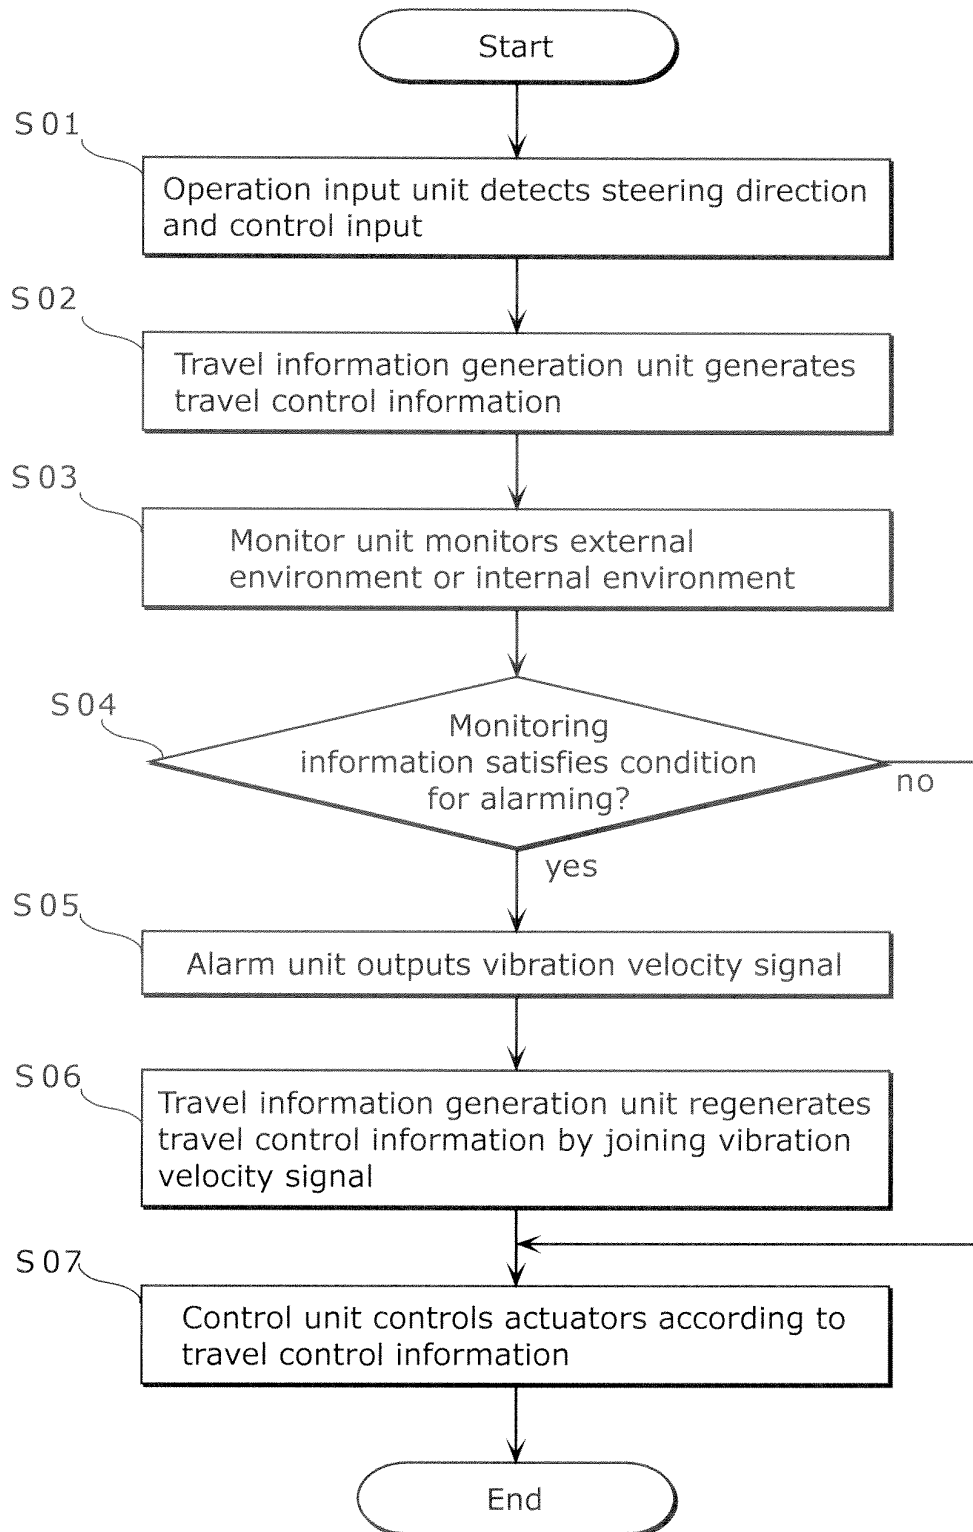 Start
S01
Operation input unit detects steering direction
and control input
S02
Travel information generation unit generates
travel control information
S03
Monitor unit monitors external
environment or internal environment
S04
Monitoring
information satisfies condition
for alarming?
no
yes
S05
Alarm unit outputs vibration velocity signal
S06
Travel information generation unit regenerates
travel control information by joining vibration
velocity signal
S07
Control unit controls actuators according to
travel control information
End